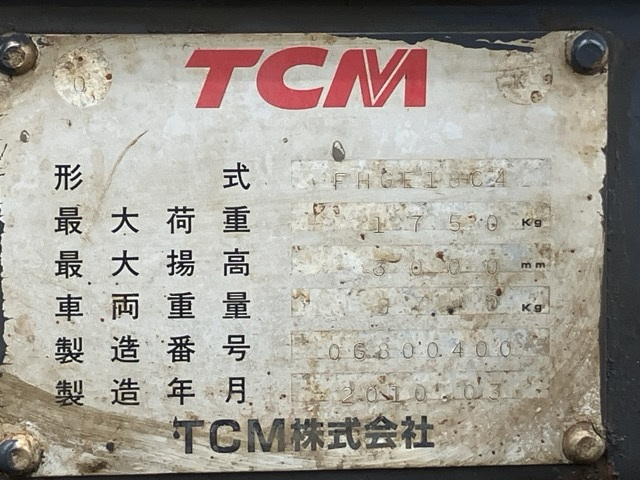 TCM
形式
最大荷重 1750 Kg
最大揚高 3000 mm
車両重量 Kg
製造番号 06800400
製造年月 2010.03
TCM株式会社